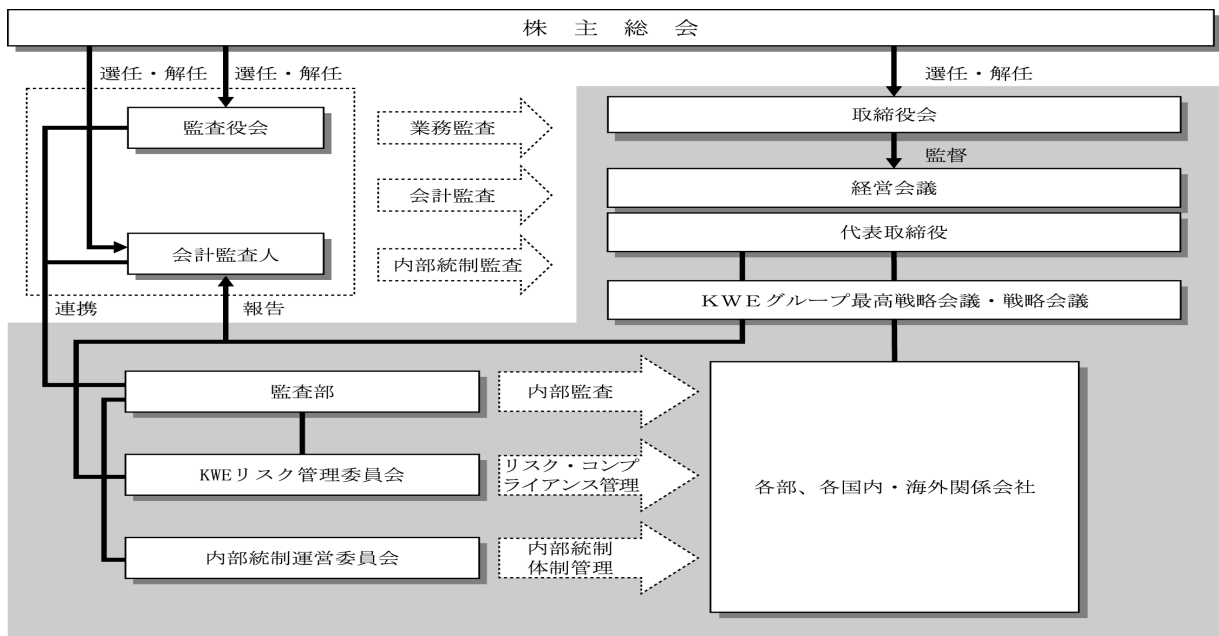 株主総会
選任・解任
選任・解任
選任・解任
監査役会
業務監査
取締役会
監督
会計監査
経営会議
代表取締役
会計監査人
内部統制監査
連携
報告
KWEグループ最高戦略会議・戦略会議
監査部
内部監査
KWEリスク管理委員会
リスク・コンプ
ライアンス管理
各部、各国内・海外関係会社
内部統制運営委員会
内部統制
体制管理